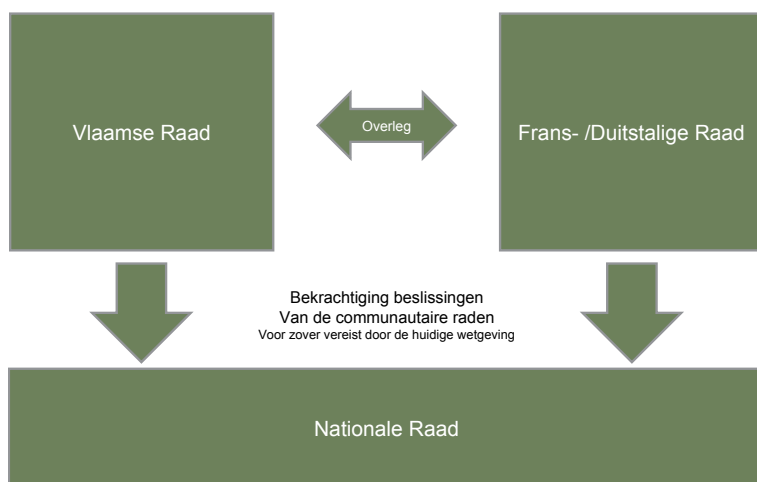 Vlaamse Raad
Overleg
Frans- /Duitstalige Raad
Bekrachtiging beslissingen
Van de communautaire raden
Voor zover vereist door de huidige wetgeving
Nationale Raad